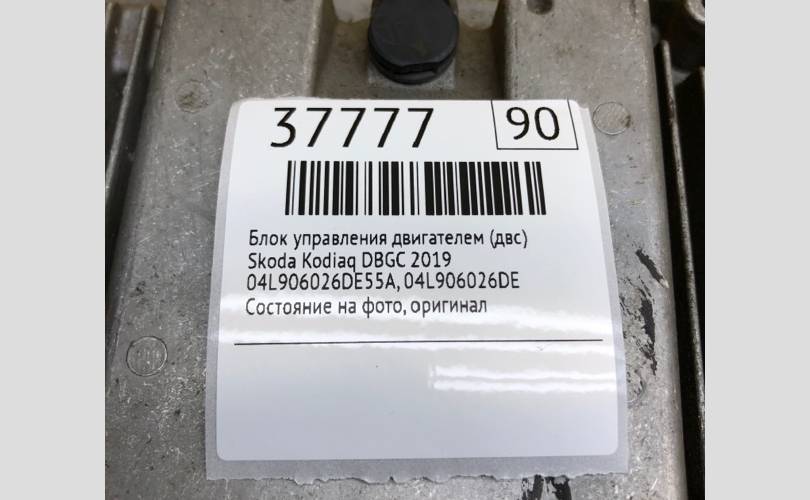 37777 90
Блок управления двигателем (двс)
Skoda Kodiaq DBGC 2019
04L906026DE55A, 04L906026DE
Состояние на фото, оригинал